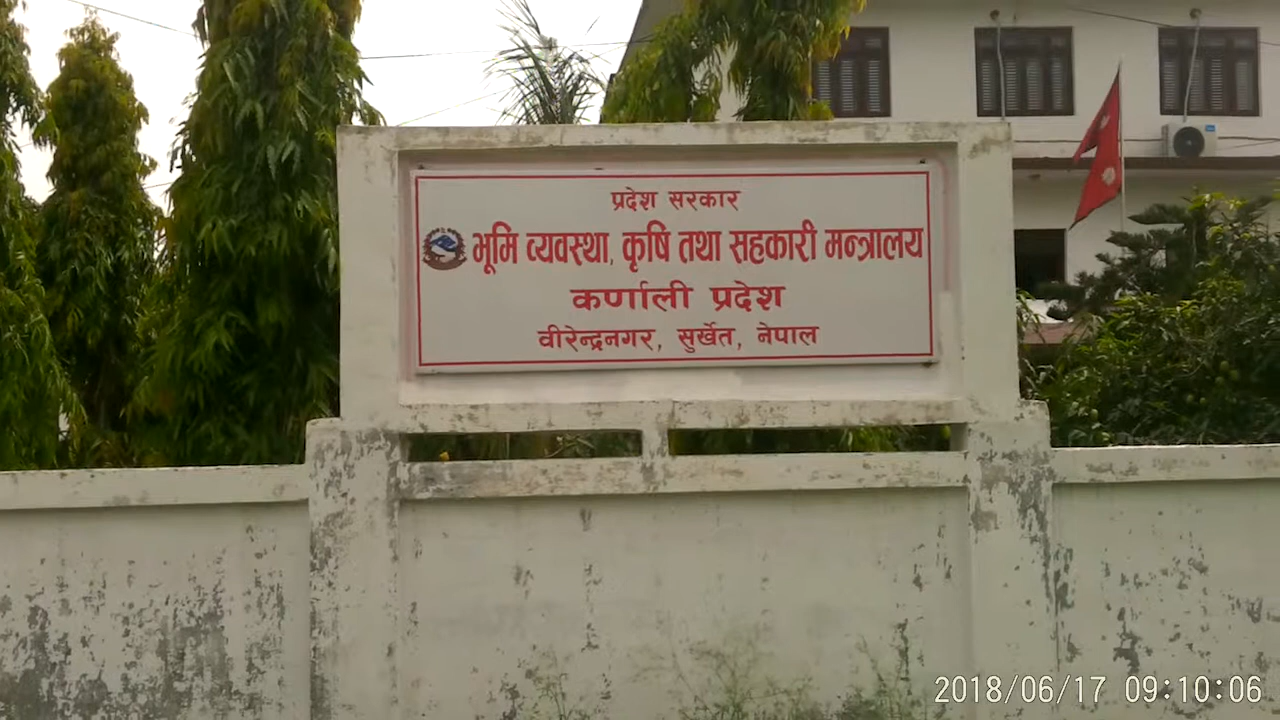 प्रदेश सरकार
भूमि व्यवस्था, कृषि तथा सहकारी मन्त्रालय
कर्णाली प्रदेश
वीरेन्द्रनगर, सुर्खेत, नेपाल
2018/06/17 09:10:06